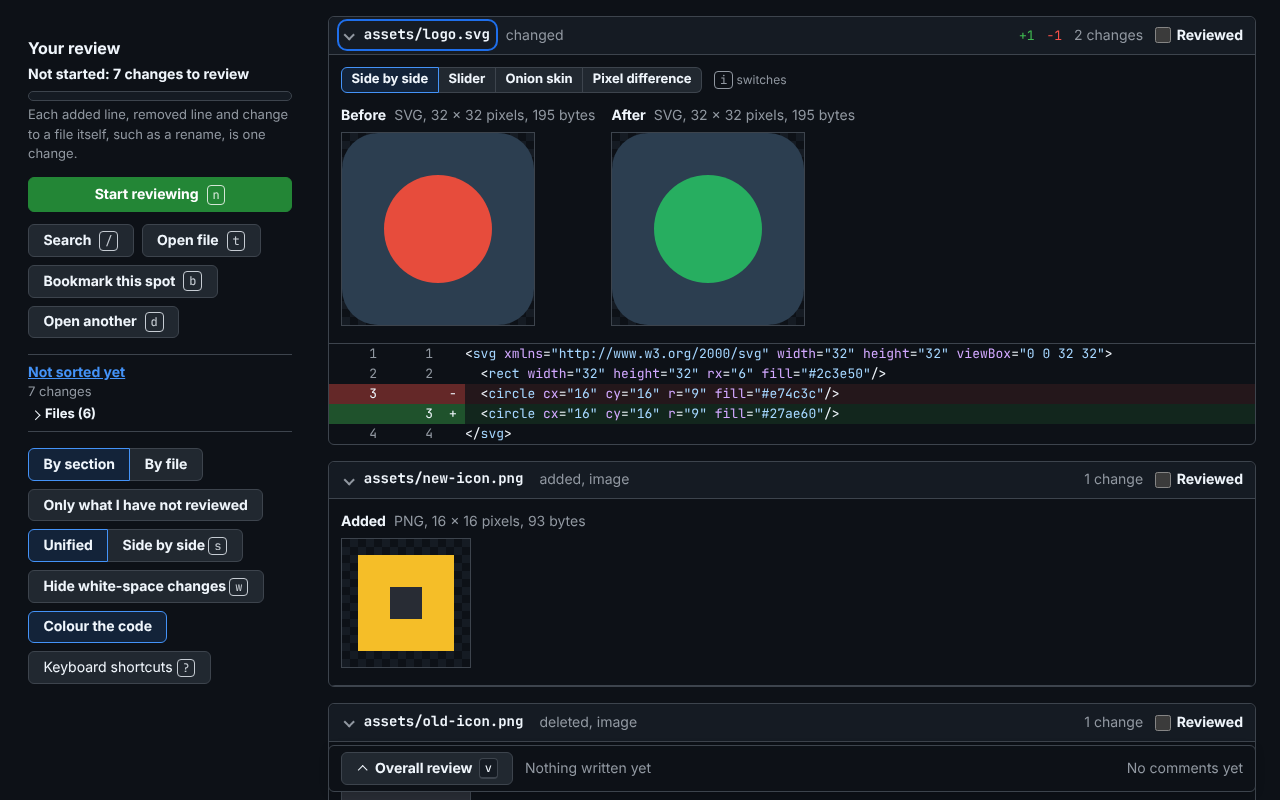 Your review
Not started: 7 changes to review
Each added line, removed line and change
to a file itself, such as a rename, is one
change.
Start reviewing n
Search / Open file t
Bookmark this spot b
Open another d
Not sorted yet
7 changes
Files (6)
By section By file
Only what I have not reviewed
Unified Side by side s
Hide white-space changes w
Colour the code
Keyboard shortcuts ?
assets/logo.svg changed +1 -1 2 changes Reviewed
Side by side Slider Onion skin Pixel difference i switches
Before SVG, 32 × 32 pixels, 195 bytes After SVG, 32 × 32 pixels, 195 bytes
1 1 <svg xmlns="http://www.w3.org/2000/svg" width="32" height="32" viewBox="0 0 32 32">
2 2 <rect width="32" height="32" rx="6" fill="#2c3e50"/>
3 - <circle cx="16" cy="16" r="9" fill="#e74c3c"/>
3 + <circle cx="16" cy="16" r="9" fill="#27ae60"/>
4 4 </svg>
assets/new-icon.png added, image 1 change Reviewed
Added PNG, 16 × 16 pixels, 93 bytes
assets/old-icon.png deleted, image 1 change Reviewed
Overall review v Nothing written yet No comments yet